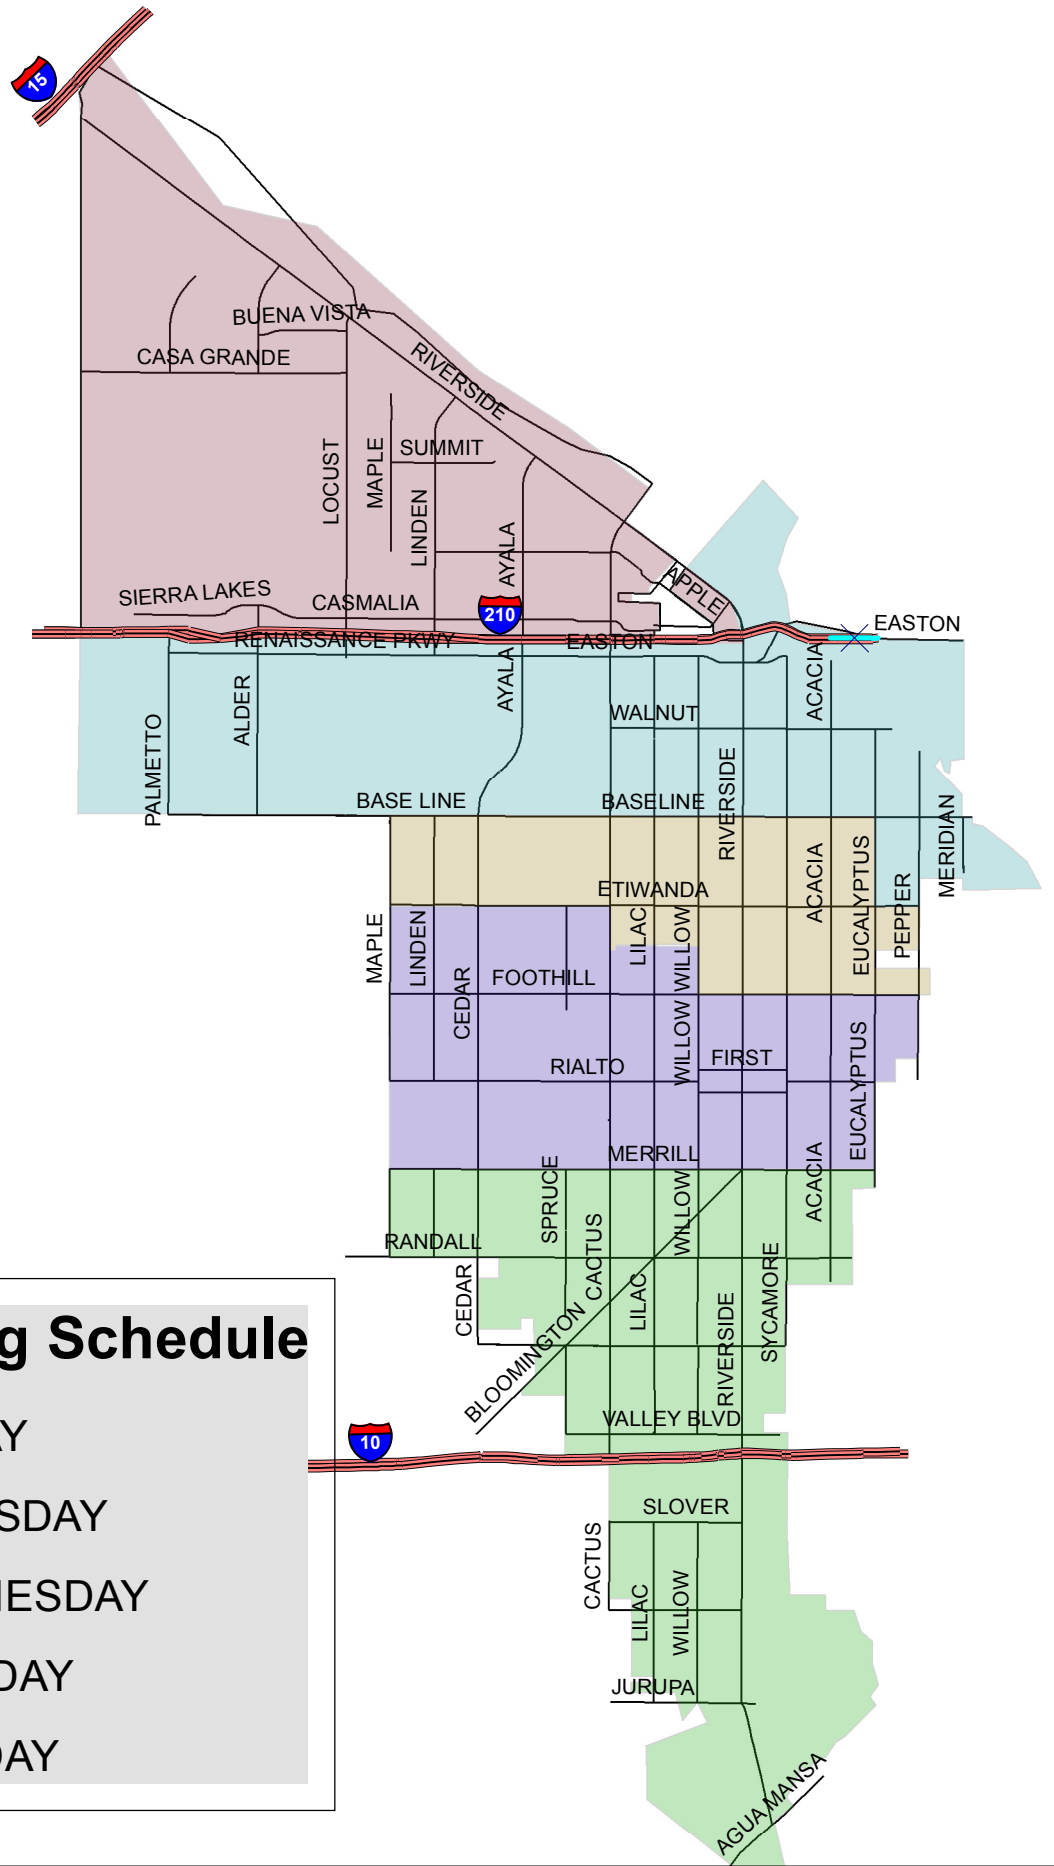 15
BUENA VISTA
CASA GRANDE
RIVERSIDE
SUMMIT
LOCUST
MAPLE
LINDEN
AYALA
APPLE
SIERRA LAKES
CASMALIA
210
EASTON
RENAISSANCE PKWY
EASTON
AYALA
ACACIA
ALDER
WALNUT
PALMETTO
RIVERSIDE
BASE LINE
BASELINE
MERIDIAN
ETIWANDA
ACACIA
EUCALYPTUS
PEPPER
MAPLE
LINDEN
LILAC
WILLOW
CEDAR
FOOTHILL
WILLOW
RIALTO
FIRST
EUCALYPTUS
MERRILL
SPRUCE
WILLOW
ACACIA
RANDALL
CACTUS
CEDAR
LILAC
SYCAMORE
RIVERSIDE
BLOOMINGTON
VALLEY BLVD
10
SLOVER
CACTUS
LILAC
WILLOW
JURUPA
AGUA MANSA
g Schedule
AY
SDAY
ESDAY
DAY
DAY